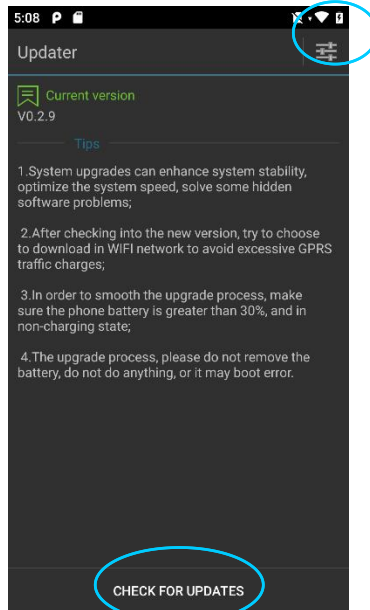 5:08
Updater
Current version
V0.2.9
Tips
1.System upgrades can enhance system stability,
optimize the system speed, solve some hidden
software problems;
2.After checking into the new version, try to choose
to download in WIFI network to avoid excessive GPRS
traffic charges;
3.In order to smooth the upgrade process, make
sure the phone battery is greater than 30%, and in
non-charging state;
4.The upgrade process, please do not remove the
battery, do not do anything, or it may boot error.
CHECK FOR UPDATES